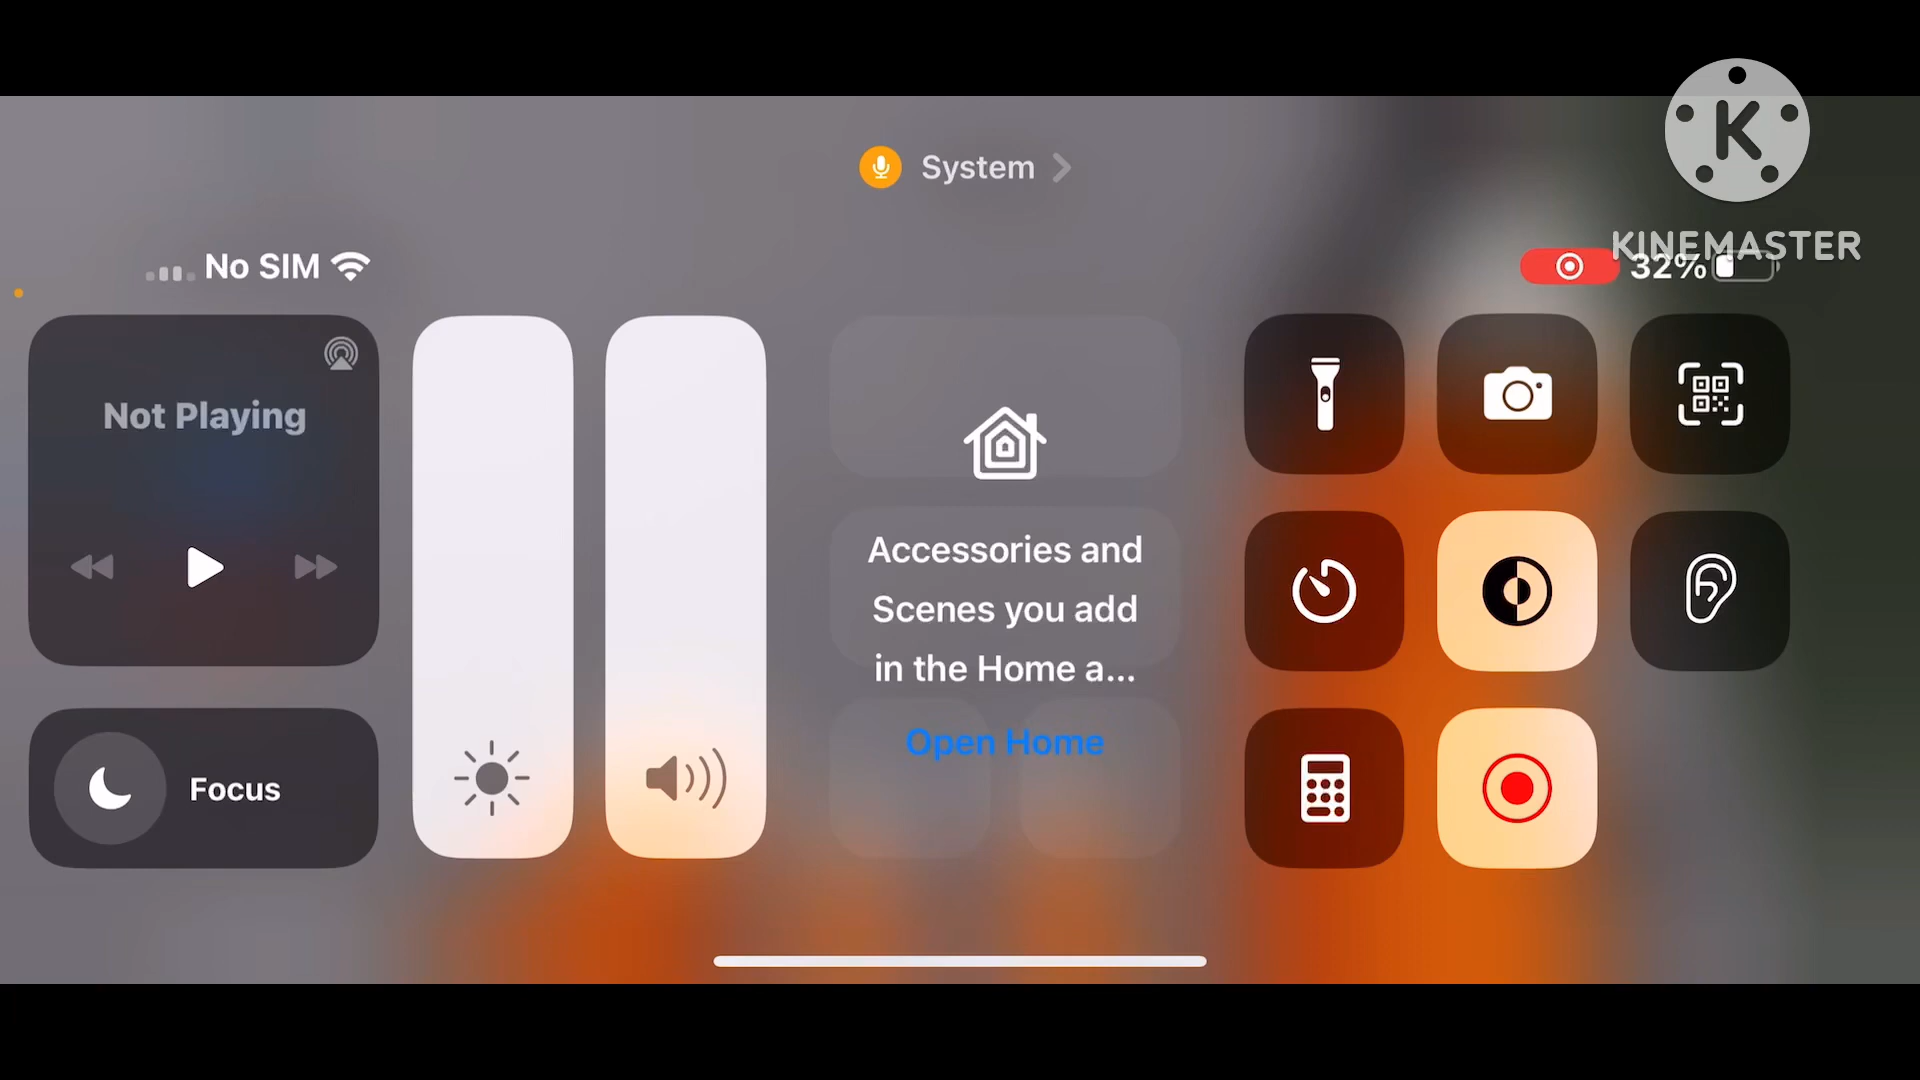 System
K
KINEMASTER
No SIM
32%
Not Playing
Accessories and
Scenes you add
in the Home a...
Open Home
Focus